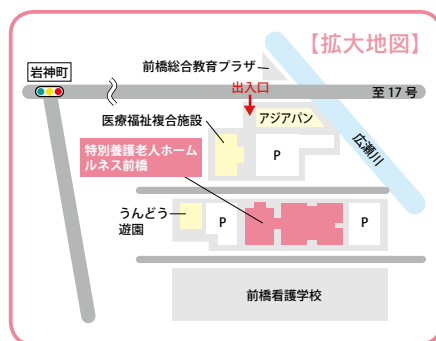 【拡大地図】
岩神町
前橋総合教育プラザ
出入口
至17号
医療福祉複合施設
アジアパン
広瀬川
特別養護老人ホーム
ルネス前橋
P
うんどう
遊園
P
P
前橋看護学校